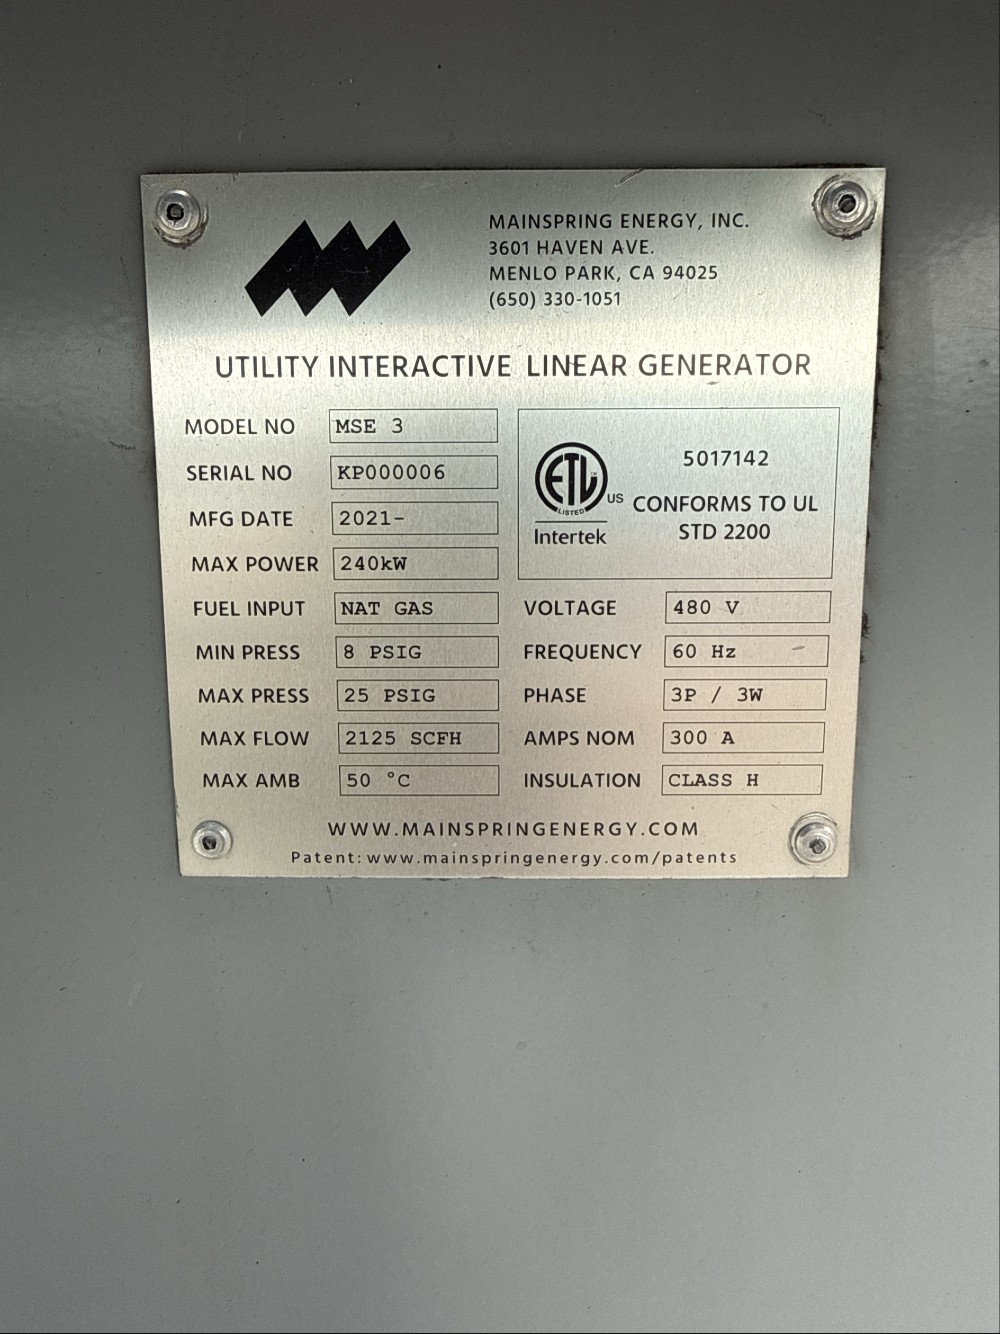 MAINSPRING ENERGY, INC.
3601 HAVEN AVE.
MENLO PARK, CA 94025
(650) 330-1051
UTILITY INTERACTIVE LINEAR GENERATOR
MODEL NO MSE 3
SERIAL NO KP000006
MFG DATE 2021-
MAX POWER 240kW
FUEL INPUT NAT GAS
MIN PRESS 8 PSIG
MAX PRESS 25 PSIG
MAX FLOW 2125 SCFH
MAX AMB 50 °C
ETL
LISTED
US
Intertek
5017142
CONFORMS TO UL
STD 2200
VOLTAGE 480 V
FREQUENCY 60 Hz
PHASE 3P / 3W
AMPS NOM 300 A
INSULATION CLASS H
WWW.MAINSPRINGENERGY.COM
Patent: www.mainspringenergy.com/patents